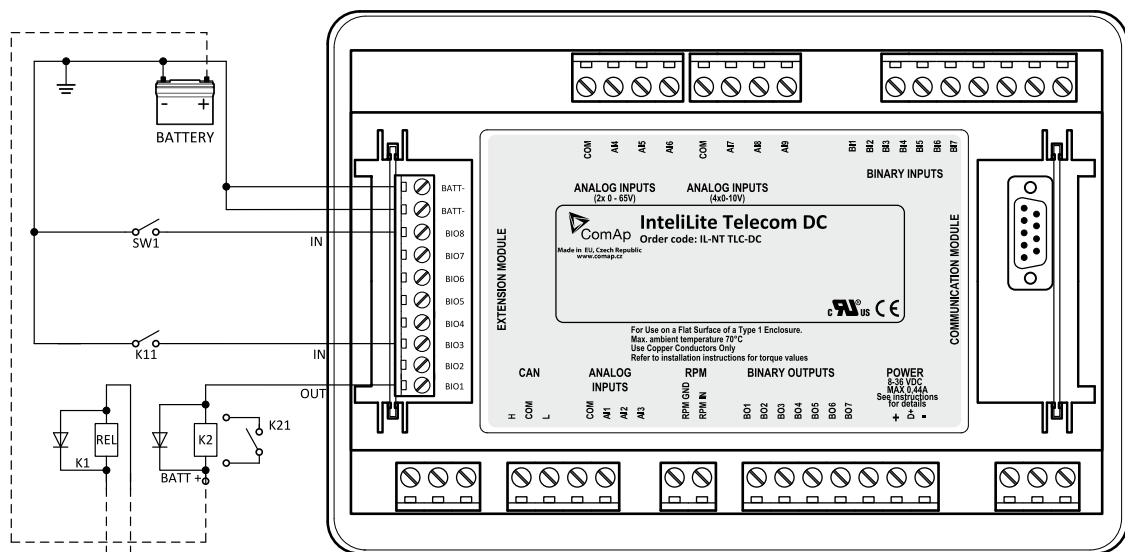 - +
BATTERY
SW1
IN
K11
IN
OUT
REL
K1
K2
K21
BATT +
BATT-
BATT-
BIO8
BIO7
BIO6
BIO5
BIO4
BIO3
BIO2
BIO1
EXTENSION MODULE
COM AI4 AI5 AI6 COM AI7 AI8 AI9
BI1 BI2 BI3 BI4 BI5 BI6 BI7
BINARY INPUTS
ANALOG INPUTS
(2x 0 - 65V)
ANALOG INPUTS
(4x0-10V)
ComAp
Made in EU, Czech Republic
www.comap.cz
InteliLite Telecom DC
Order code: IL-NT TLC-DC
c RU ® US CE
COMMUNICATION MODULE
For Use on a Flat Surface of a Type 1 Enclosure.
Max. ambient temperature 70°C
Use Copper Conductors Only
Refer to installation instructions for torque values
CAN
ANALOG
INPUTS
RPM
BINARY OUTPUTS
POWER
8-36 VDC
MAX 0,44A
See instructions
for details
H COM L
COM AI1 AI2 AI3
RPM GND RPM IN
BO1 BO2 BO3 BO4 BO5 BO6 BO7
+ D+ -